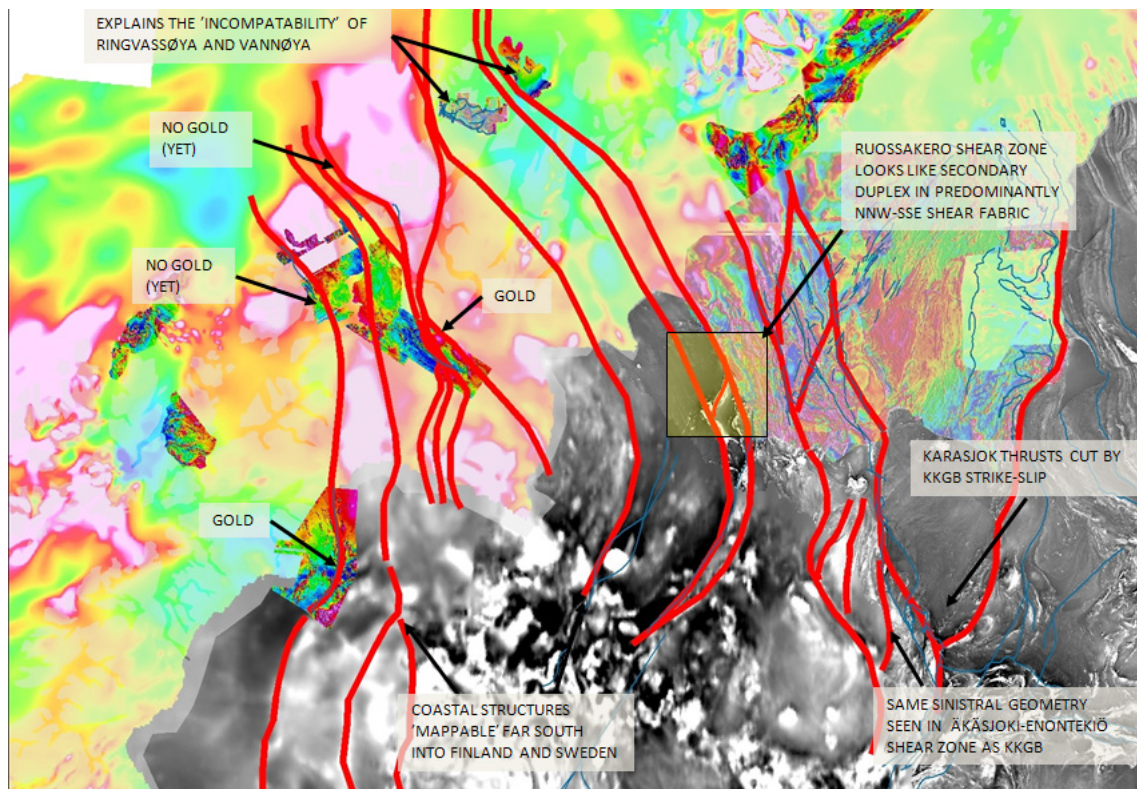 EXPLAINS THE 'INCOMPATABILITY' OF
RINGVASSØYA AND VANNØYA
NO GOLD
(YET)
RUOSSAKERO SHEAR ZONE
LOOKS LIKE SECONDARY
DUPLEX IN PREDOMINANTLY
NNW-SSE SHEAR FABRIC
NO GOLD
(YET)
GOLD
KARASJOK THRUSTS CUT BY
KKGB STRIKE-SLIP
GOLD
COASTAL STRUCTURES
'MAPPABLE' FAR SOUTH
INTO FINLAND AND SWEDEN
SAME SINISTRAL GEOMETRY
SEEN IN ÄKÄSJOKI-ENONTEKIÖ
SHEAR ZONE AS KKGB